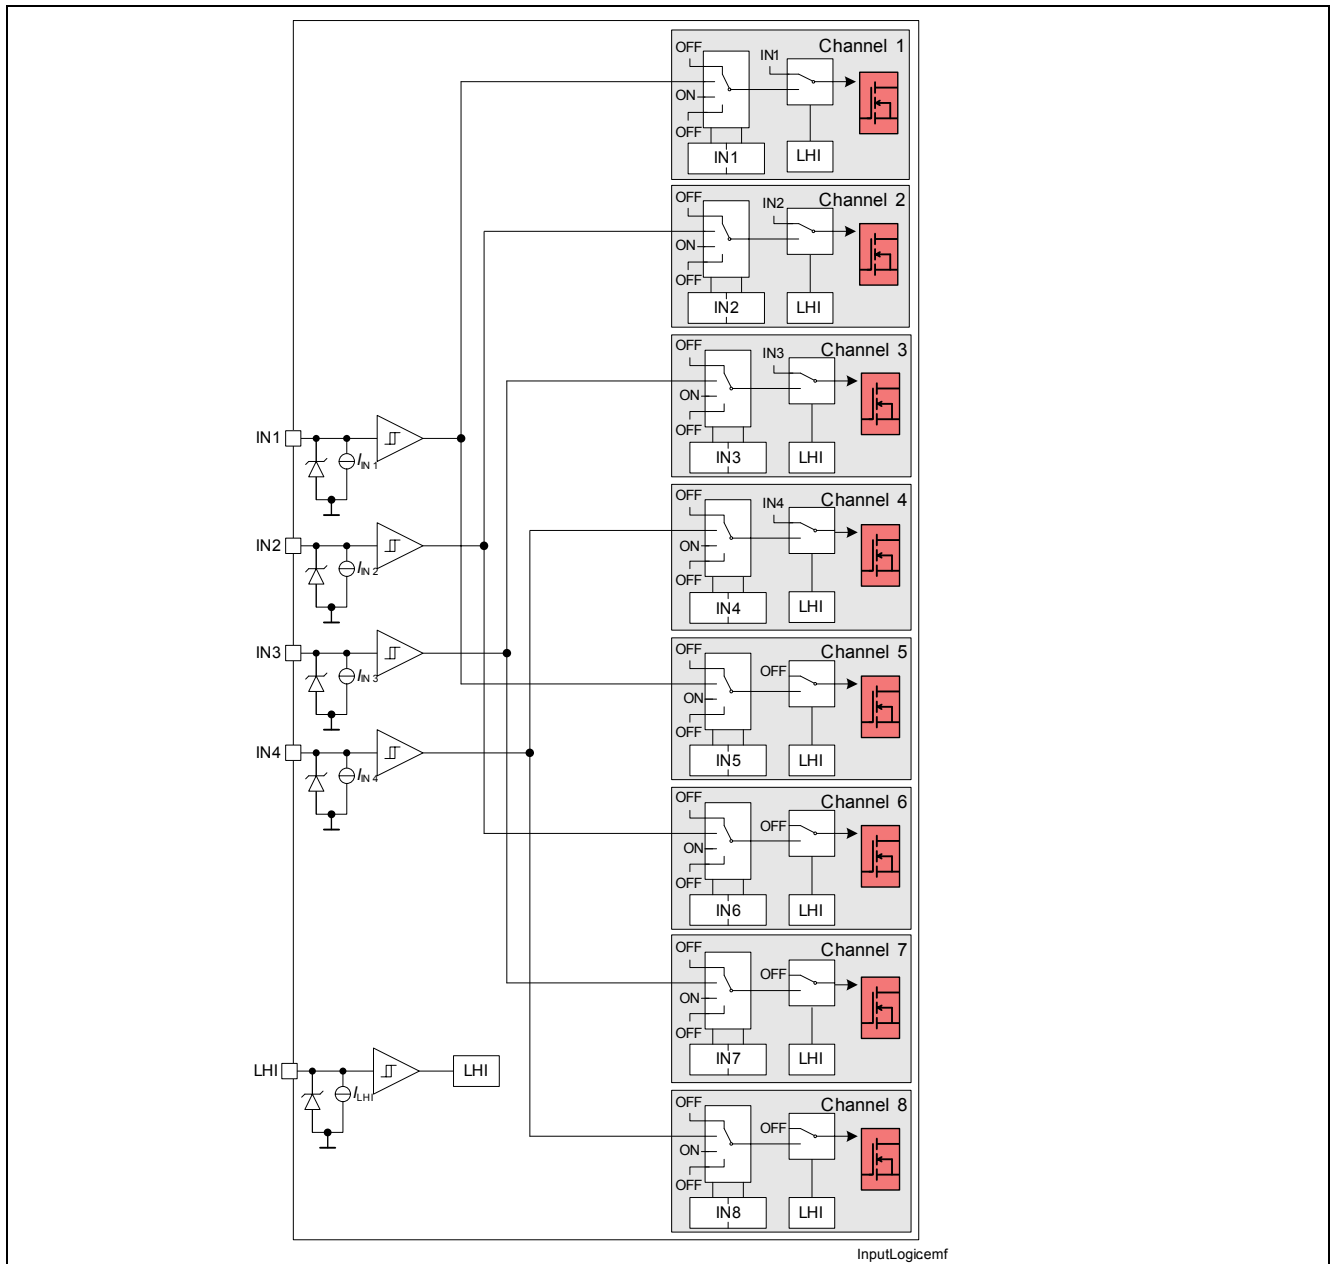 OFF
Channel 1
IN1
ON
OFF
IN1
LHI
OFF
Channel 2
IN2
ON
OFF
IN2
LHI
OFF
Channel 3
IN3
ON
OFF
IN3
LHI
OFF
Channel 4
IN4
ON
OFF
IN4
LHI
OFF
Channel 5
OFF
ON
OFF
IN5
LHI
OFF
Channel 6
OFF
ON
OFF
IN6
LHI
OFF
Channel 7
OFF
ON
OFF
IN7
LHI
OFF
Channel 8
OFF
ON
OFF
IN8
LHI
IN1
IIN 1
IN2
IIN 2
IN3
IIN 3
IN4
IIN 4
LHI
ILHI
LHI
InputLogicemf